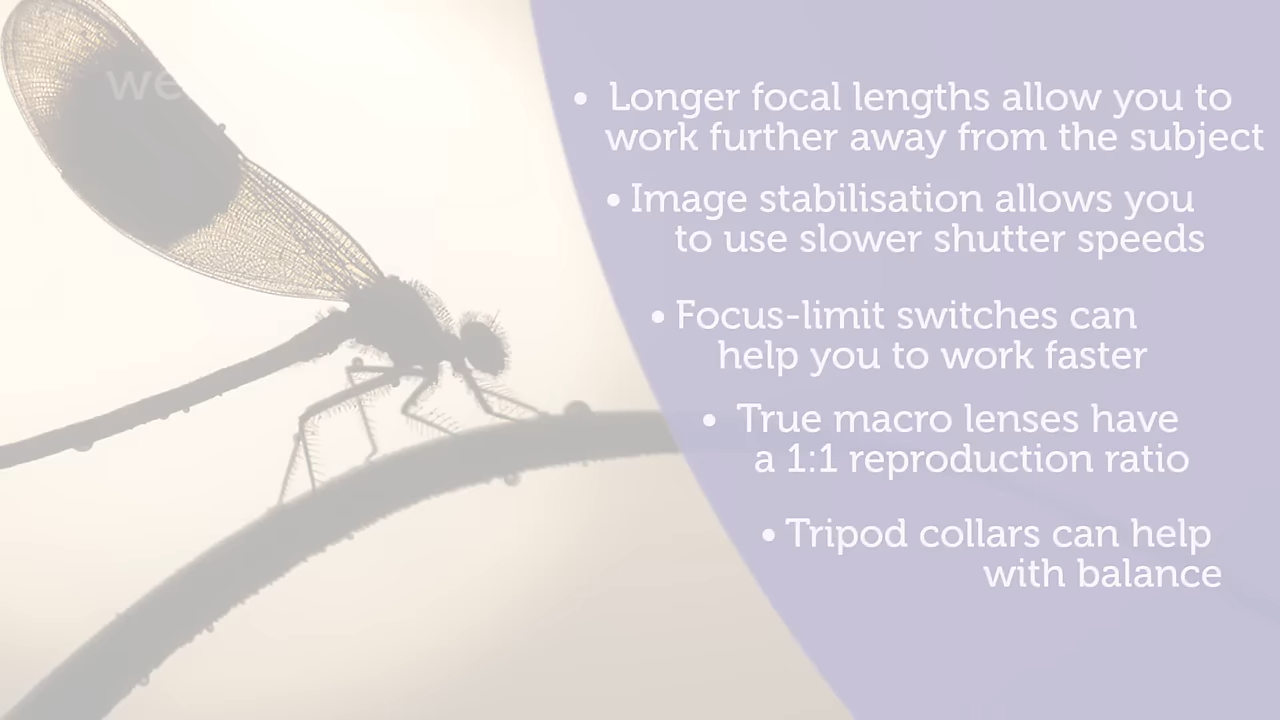 we
• Longer focal lengths allow you to
work further away from the subject
• Image stabilisation allows you
to use slower shutter speeds
• Focus-limit switches can
help you to work faster
• True macro lenses have
a 1:1 reproduction ratio
• Tripod collars can help
with balance